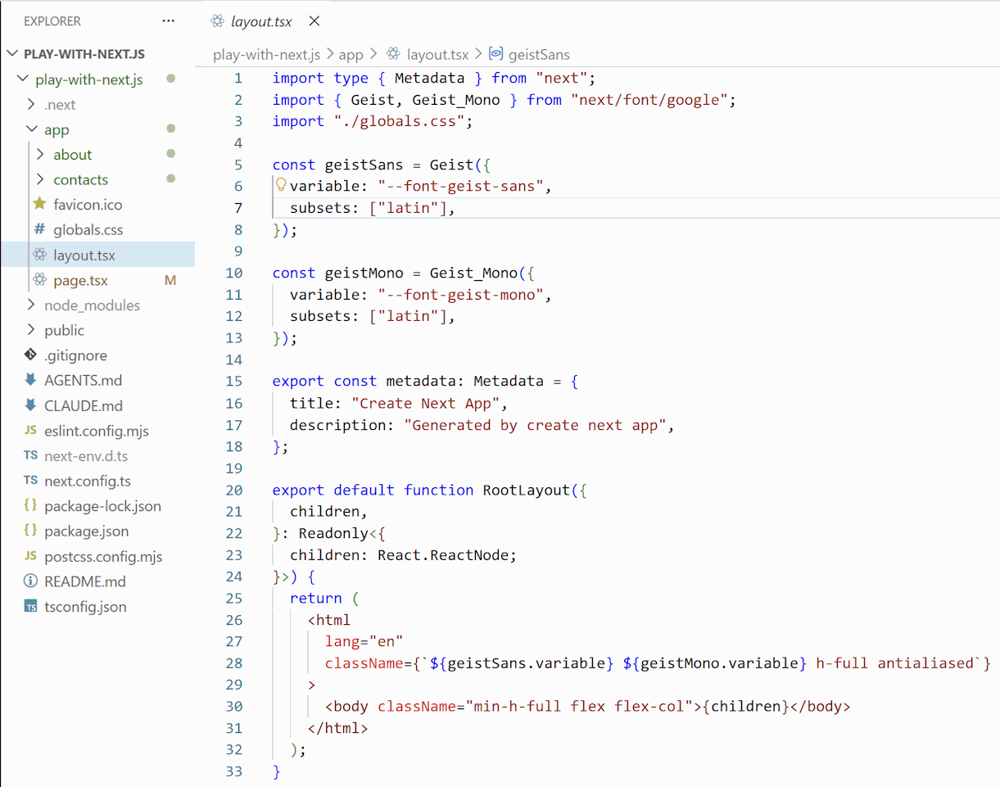 EXPLORER ...
PLAY-WITH-NEXT.JS
play-with-next.js
.next
app
about
contacts
favicon.ico
# globals.css
layout.tsx
page.tsx M
node_modules
public
.gitignore
AGENTS.md
CLAUDE.md
JS eslint.config.mjs
TS next-env.d.ts
TS next.config.ts
{} package-lock.json
{} package.json
JS postcss.config.mjs
README.md
TS tsconfig.json
layout.tsx
play-with-next.js > app > layout.tsx > geistSans
1 import type { Metadata } from "next";
2 import { Geist, Geist_Mono } from "next/font/google";
3 import "./globals.css";
4
5 const geistSans = Geist({
6   variable: "--font-geist-sans",
7   subsets: ["latin"],
8 });
9
10 const geistMono = Geist_Mono({
11   variable: "--font-geist-mono",
12   subsets: ["latin"],
13 });
14
15 export const metadata: Metadata = {
16   title: "Create Next App",
17   description: "Generated by create next app",
18 };
19
20 export default function RootLayout({
21   children,
22 }: Readonly<{
23   children: React.ReactNode;
24 }>) {
25   return (
26     <html
27       lang="en"
28       className={`${geistSans.variable} ${geistMono.variable} h-full antialiased`}
29     >
30       <body className="min-h-full flex flex-col">{children}</body>
31     </html>
32   );
33 }